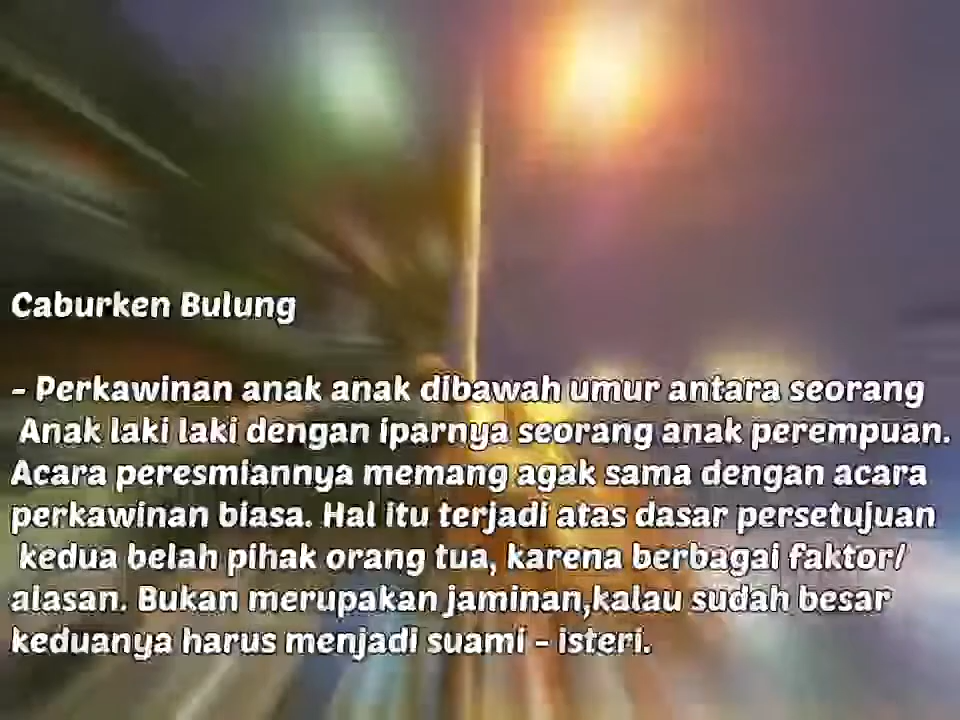 Caburken Bulung
- Perkawinan anak anak dibawah umur antara seorang
Anak laki laki dengan iparnya seorang anak perempuan.
Acara peresmiannya memang agak sama dengan acara
perkawinan biasa. Hal itu terjadi atas dasar persetujuan
kedua belah pihak orang tua, karena berbagai faktor/
alasan. Bukan merupakan jaminan,kalau sudah besar
keduanya harus menjadi suami - isteri.